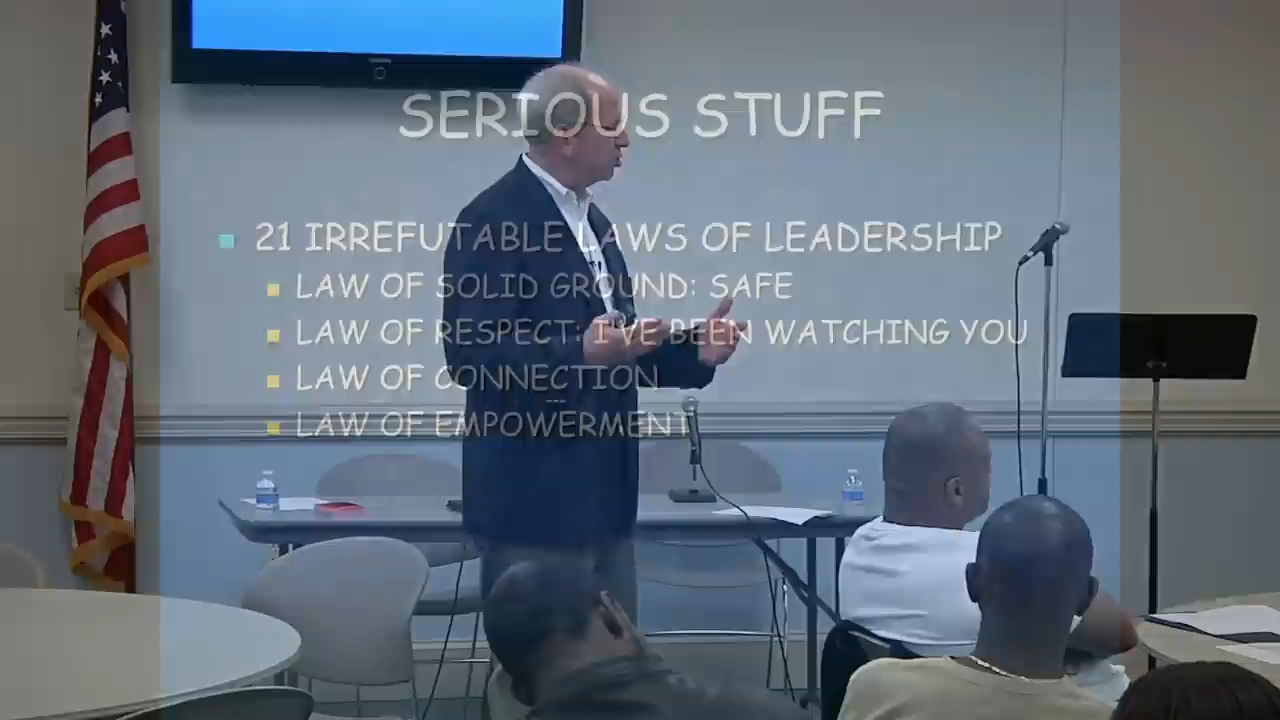 SERIOUS STUFF
21 IRREFUTABLE LAWS OF LEADERSHIP
LAW OF SOLID GROUND: SAFE
LAW OF RESPECT: I'VE BEEN WATCHING YOU
LAW OF CONNECTION
LAW OF EMPOWERMENT